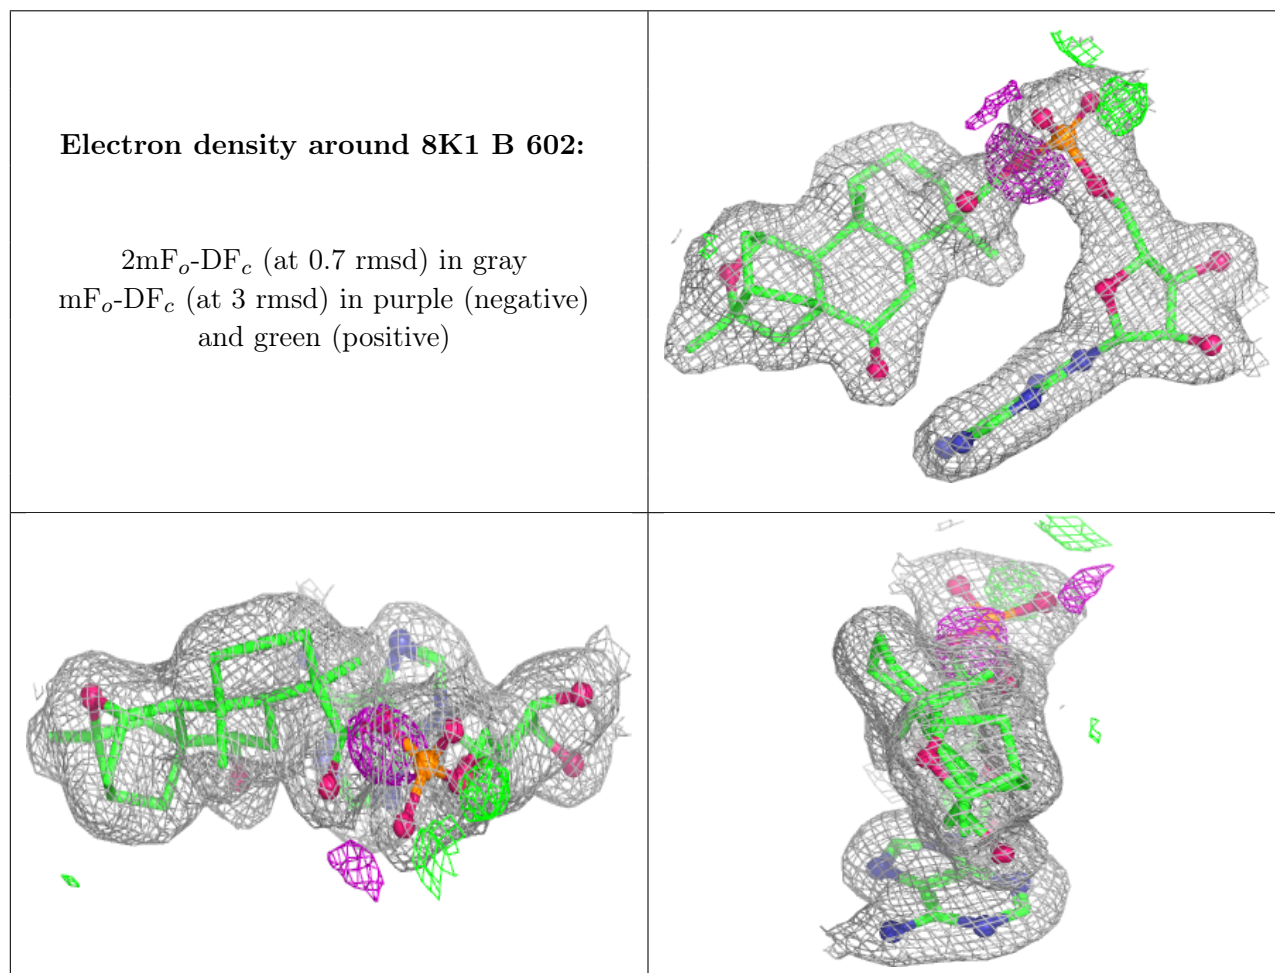 Electron density around 8K1 B 602:
2mFo-DFc (at 0.7 rmsd) in gray
mFo-DFc (at 3 rmsd) in purple (negative)
and green (positive)